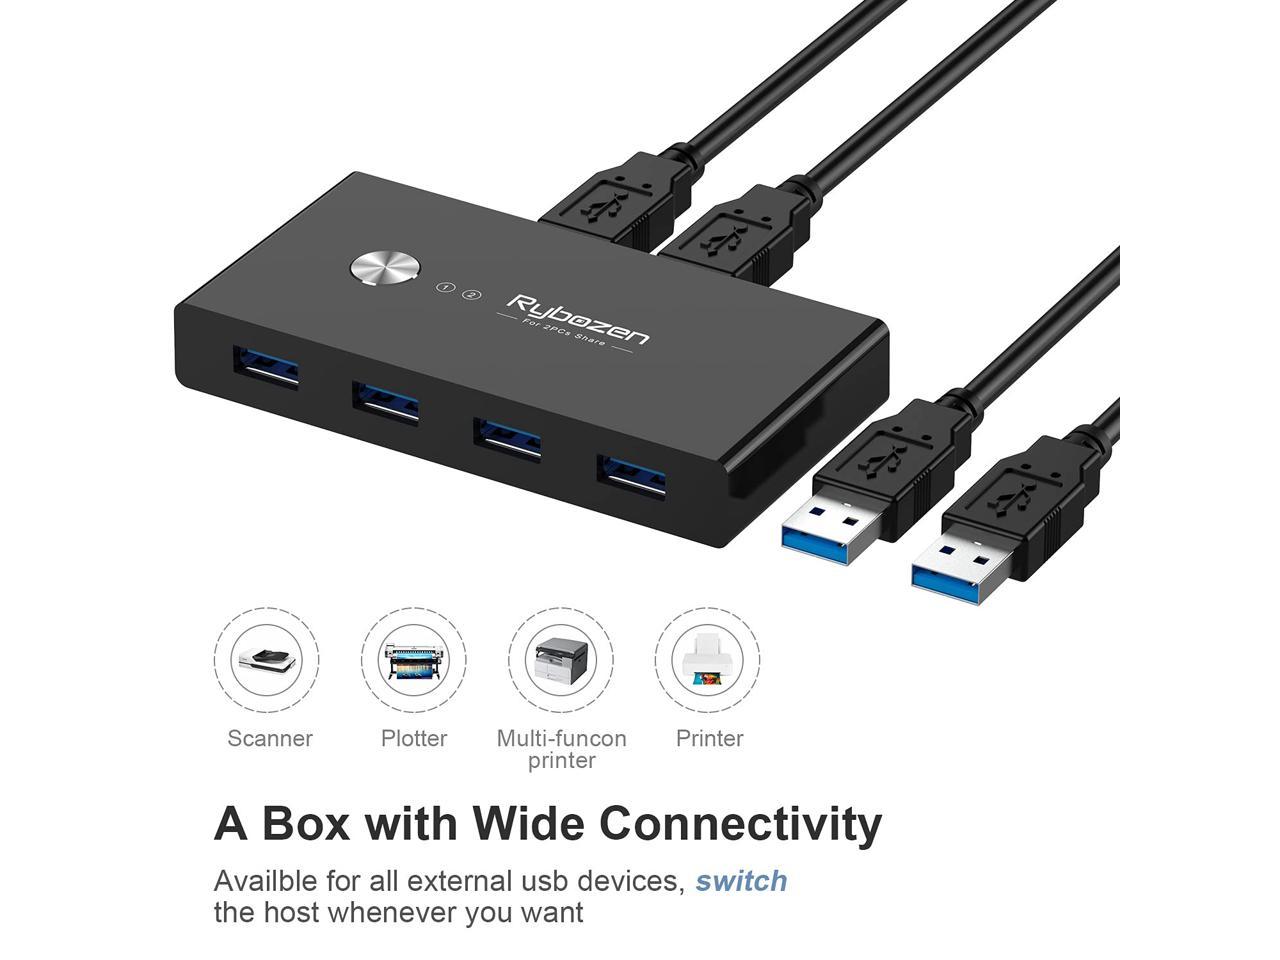 1 2
Rybozen
For 2PCs Share
Scanner
Plotter
Multi-funcon
printer
Printer
A Box with Wide Connectivity
Availble for all external usb devices, switch
the host whenever you want